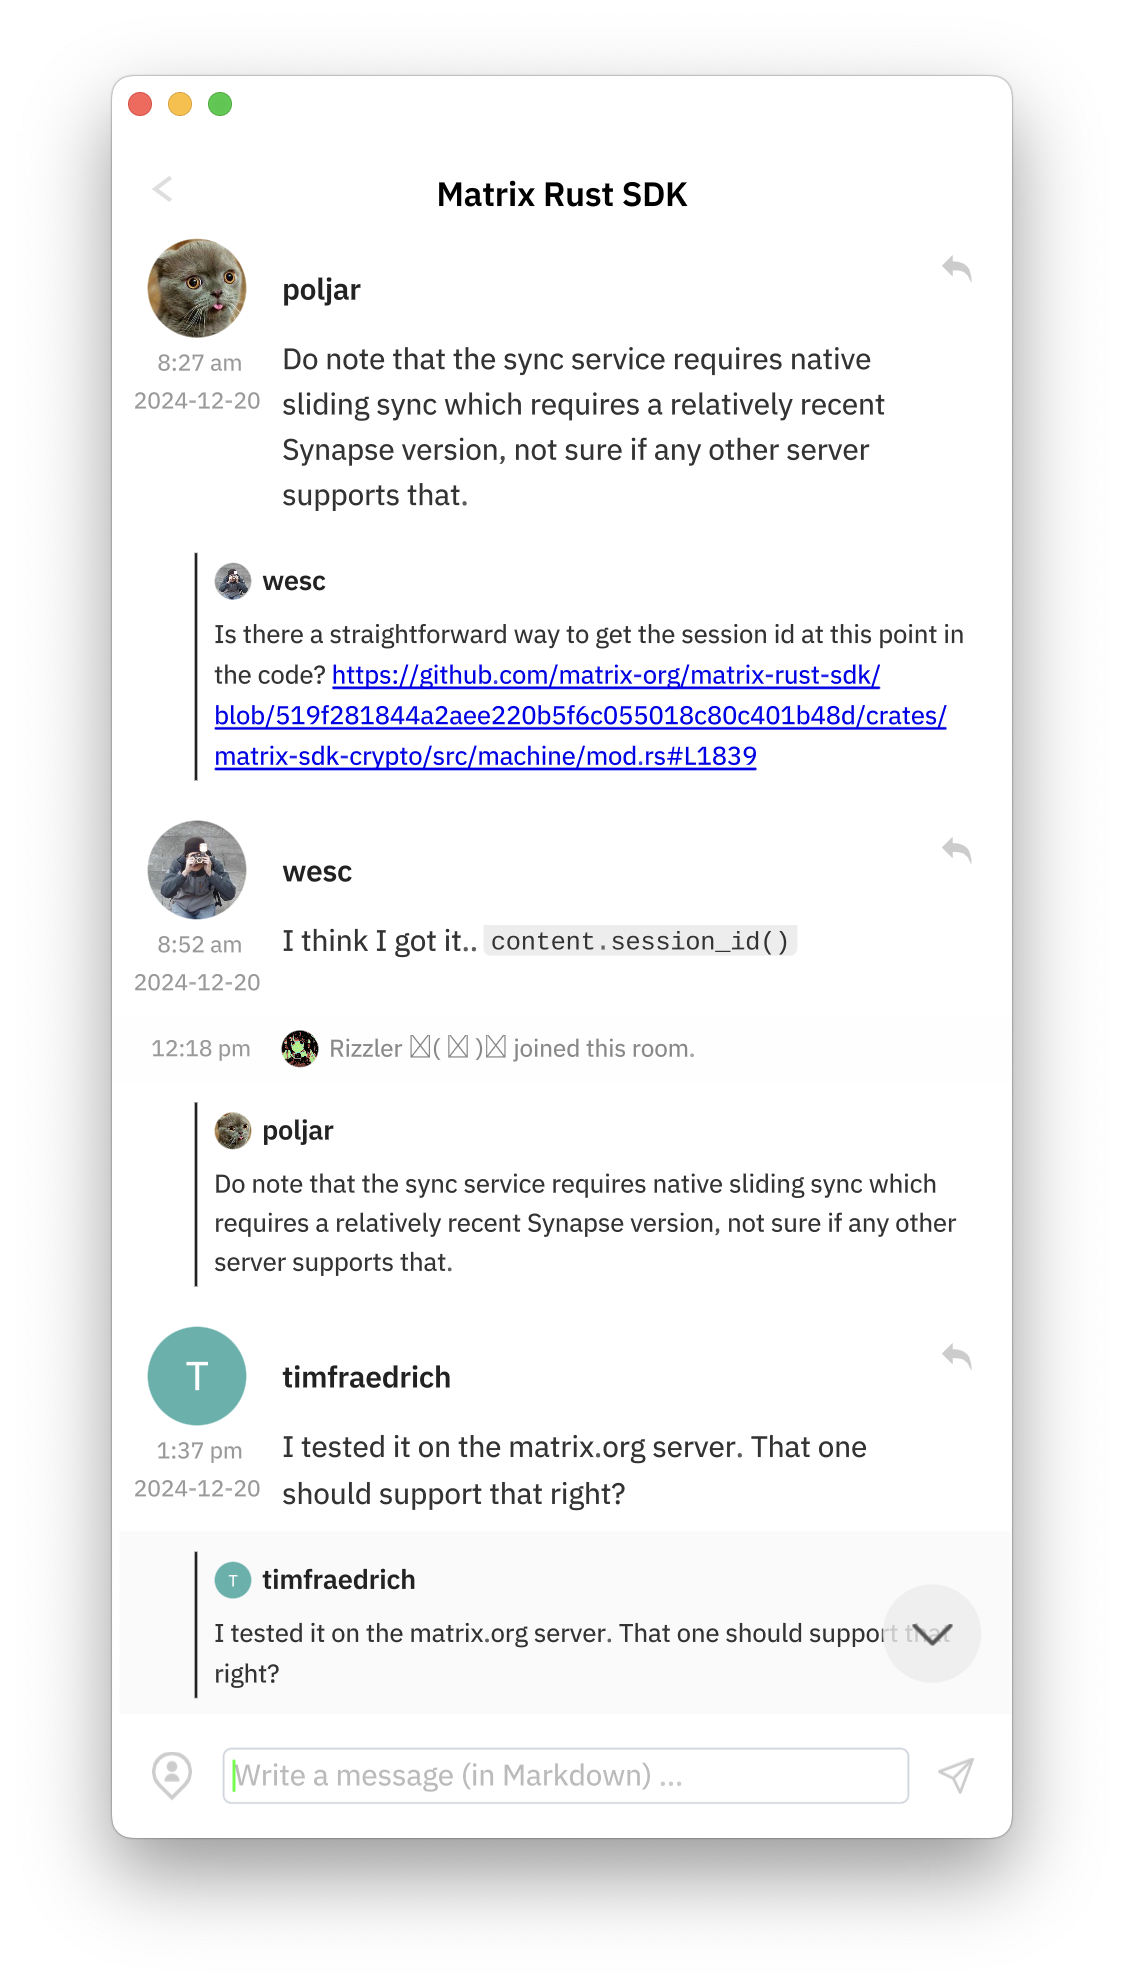 Matrix Rust SDK
poljar
8:27 am
2024-12-20
Do note that the sync service requires native
sliding sync which requires a relatively recent
Synapse version, not sure if any other server
supports that.
wesc
Is there a straightforward way to get the session id at this point in
the code? https://github.com/matrix-org/matrix-rust-sdk/
blob/519f281844a2aee220b5f6c055018c80c401b48d/crates/
matrix-sdk-crypto/src/machine/mod.rs#L1839
wesc
8:52 am
2024-12-20
I think I got it.. content.session_id()
12:18 pm
Rizzler ( ) joined this room.
poljar
Do note that the sync service requires native sliding sync which
requires a relatively recent Synapse version, not sure if any other
server supports that.
T
timfraedrich
1:37 pm
2024-12-20
I tested it on the matrix.org server. That one
should support that right?
T
timfraedrich
I tested it on the matrix.org server. That one should support that
right?
Write a message (in Markdown) ...